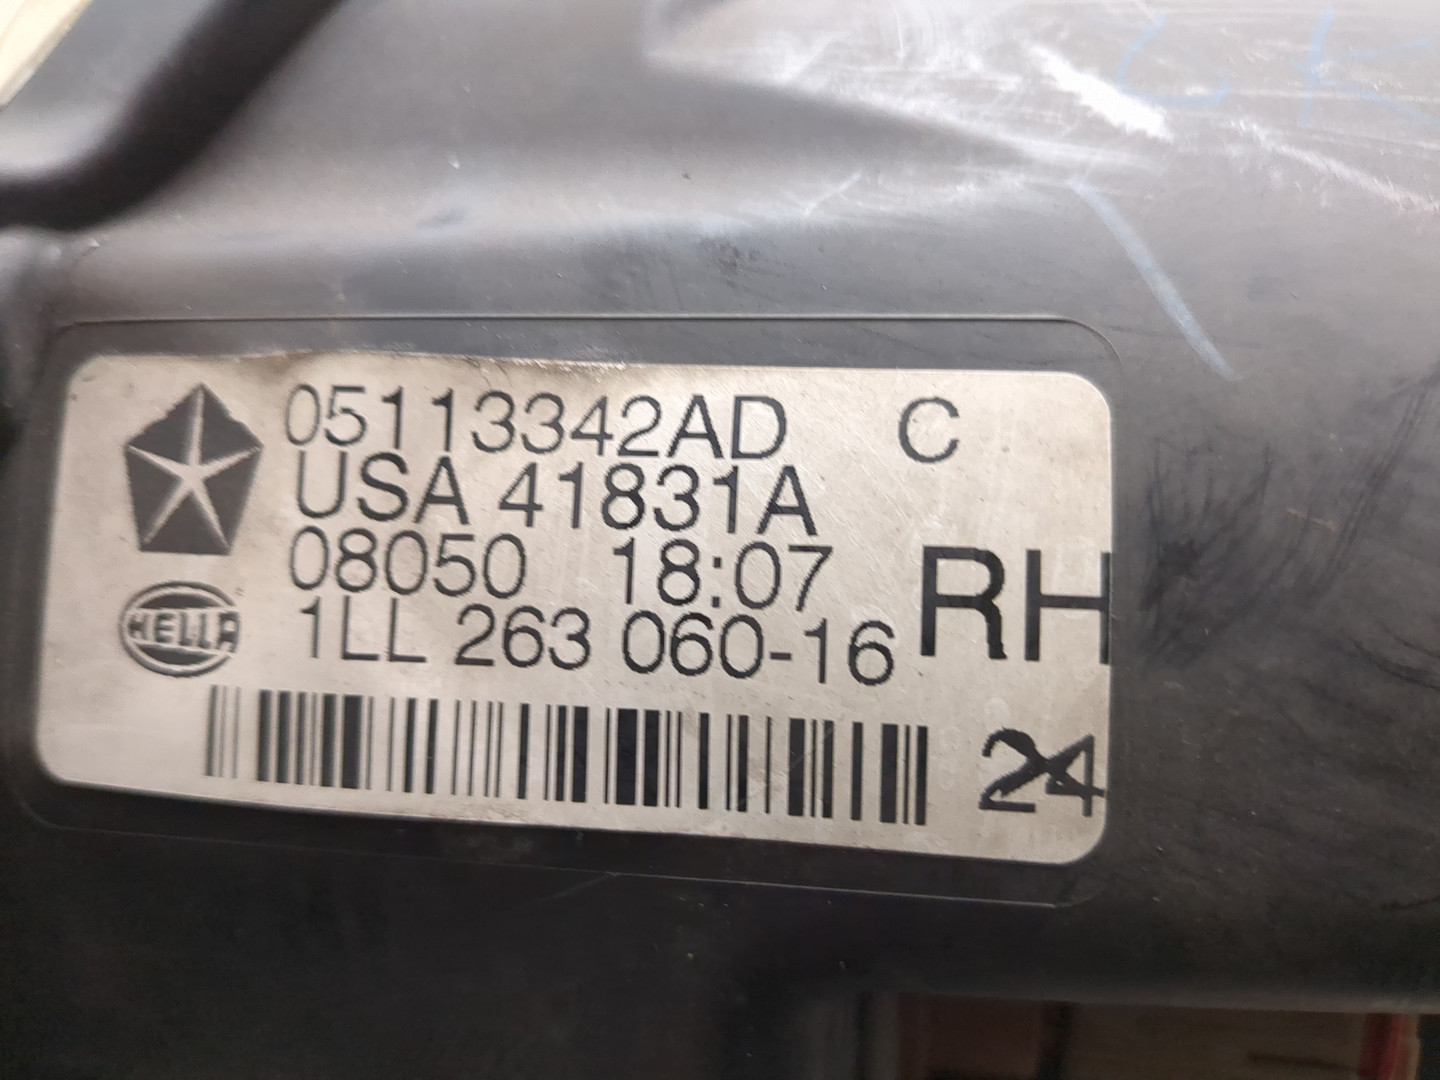 05113342AD C
USA 41831A
08050 18:07
RH
HELLA
1LL 263 060-16
24